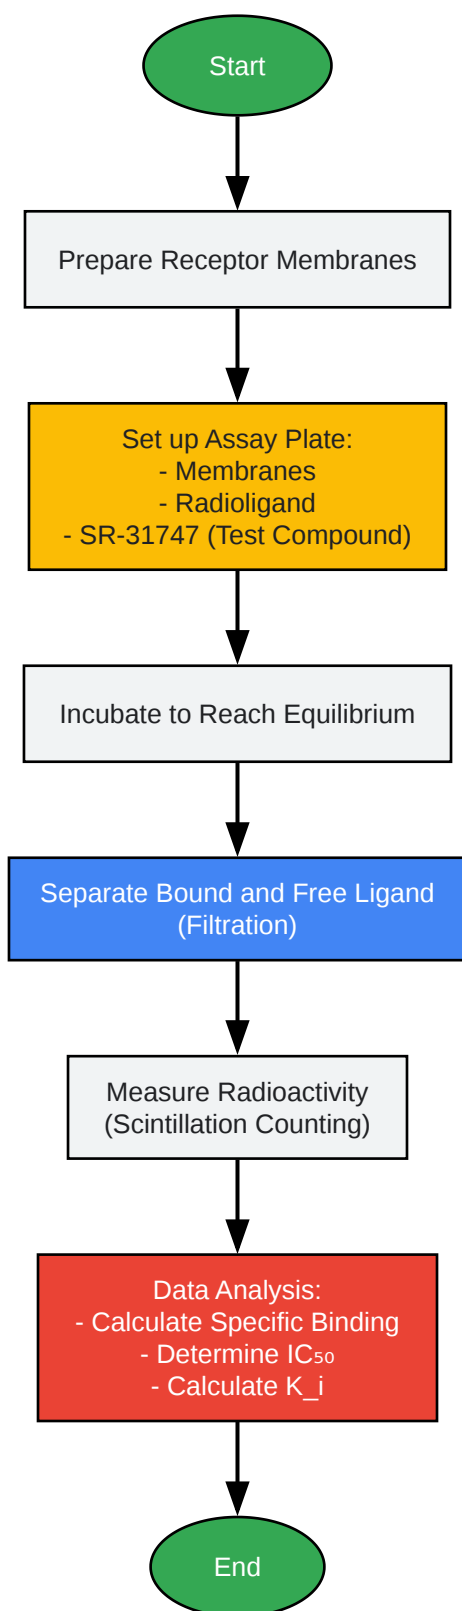 Start
Prepare Receptor Membranes
Set up Assay Plate:
- Membranes
- Radioligand
- SR-31747 (Test Compound)
Incubate to Reach Equilibrium
Separate Bound and Free Ligand
(Filtration)
Measure Radioactivity
(Scintillation Counting)
Data Analysis:
- Calculate Specific Binding
- Determine IC₅₀
- Calculate K_i
End